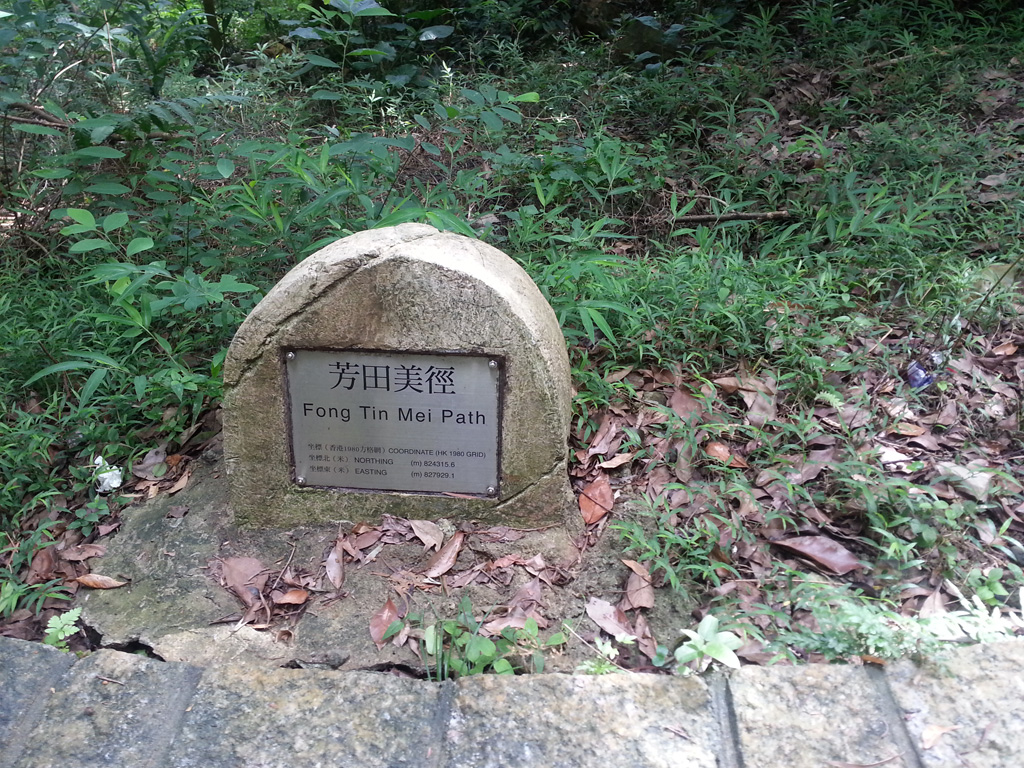 芳田美徑
Fong Tin Mei Path
坐標（香港1980方格網）COORDINATE (HK 1980 GRID)
坐標北（米）NORTHING (m) 824315.6
坐標東（米）EASTING (m) 827929.1